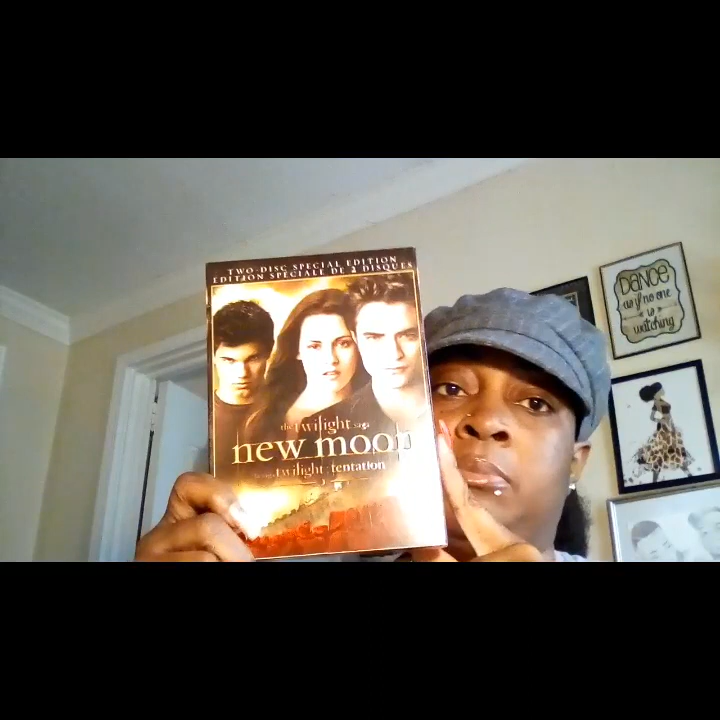 TWO-DISC SPECIAL EDITION
ÉDITION SPÉCIALE DE 2 DISQUES
the twilight saga
new moon
twilight : tentation
DANCE
as if no one
is
watching